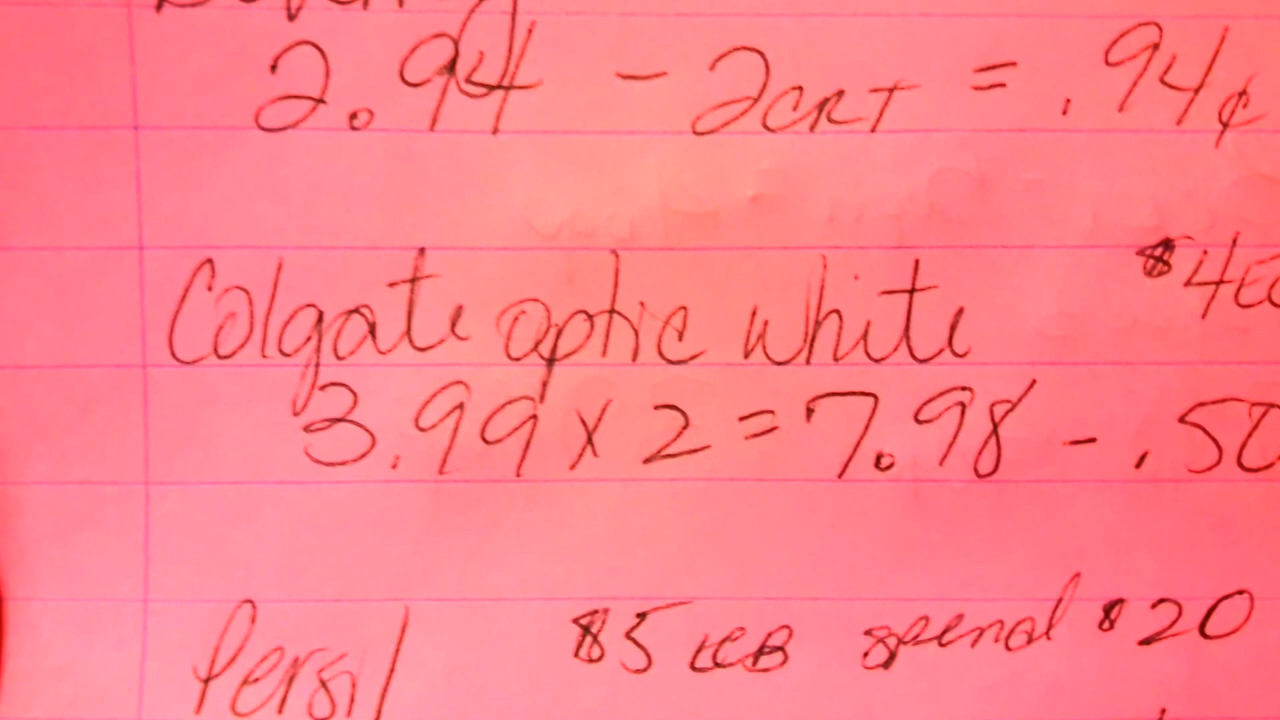 2.94 - 2CRT = .94¢
Colgate optic white $4
3.99 x 2 = 7.98 - .50
Persil $5 ECB spend $20